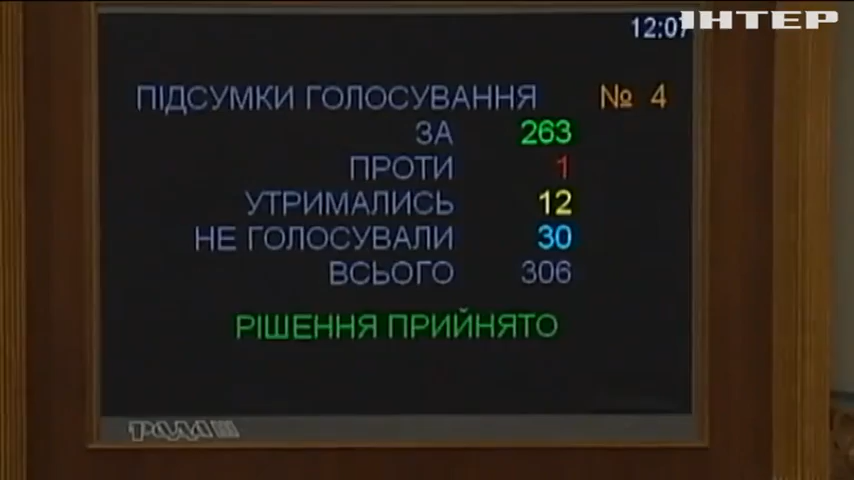 12:07
ІНТЕР
ПІДСУМКИ ГОЛОСУВАННЯ № 4
ЗА 263
ПРОТИ 1
УТРИМАЛИСЬ 12
НЕ ГОЛОСУВАЛИ 30
ВСЬОГО 306
РІШЕННЯ ПРИЙНЯТО